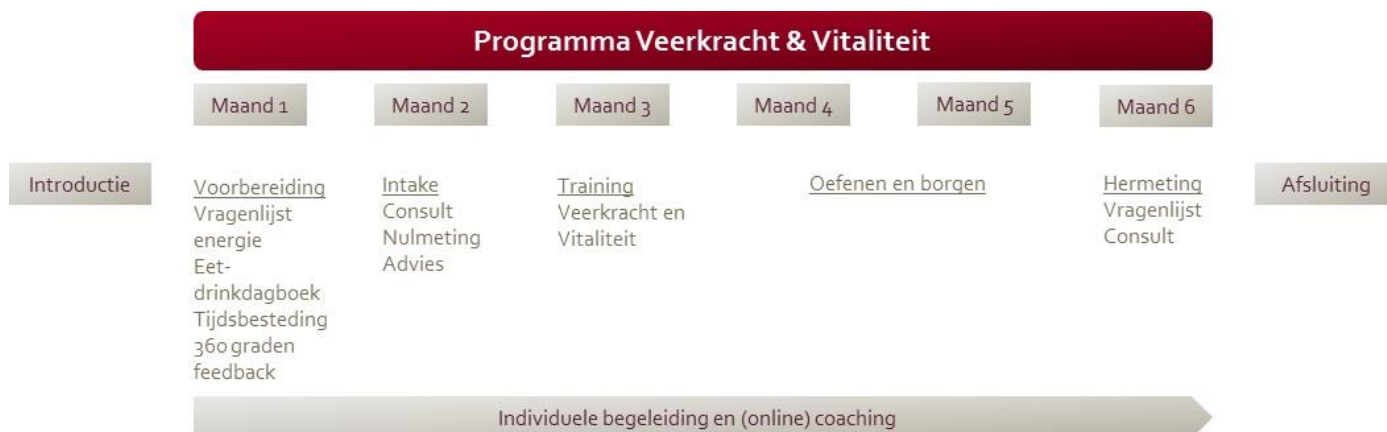 Programma Veerkracht & Vitaliteit
Maand 1
Maand 2
Maand 3
Maand 4
Maand 5
Maand 6
Introductie
Voorbereiding
Vragenlijst
energie
Eet-
drinkdagboek
Tijdsbesteding
360 graden
feedback
Intake
Consult
Nulmeting
Advies
Training
Veerkracht en
Vitaliteit
Oefenen en borgen
Hermeting
Vragenlijst
Consult
Afsluiting
Individuele begeleiding en (online) coaching